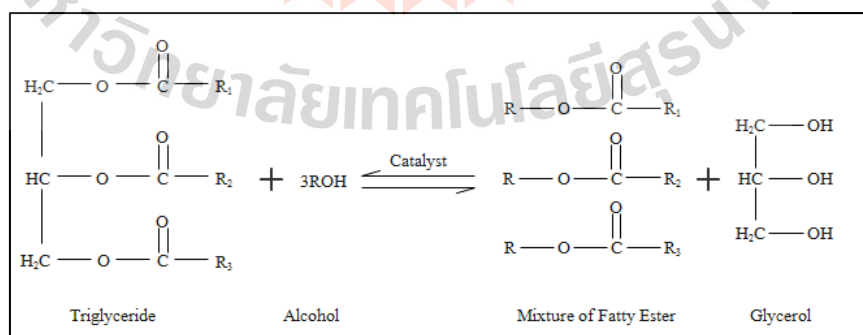 หาวิทยาลัยเทคโนโลยีสุรน
O O
H₂C — O — C — R₁ R — O — C — R₁ H₂C — OH
O O
HC — O — C — R₂ + 3ROH Catalyst R — O — C — R₂ + HC — OH
O O
H₂C — O — C — R₃ R — O — C — R₃ H₂C — OH
Triglyceride Alcohol Mixture of Fatty Ester Glycerol